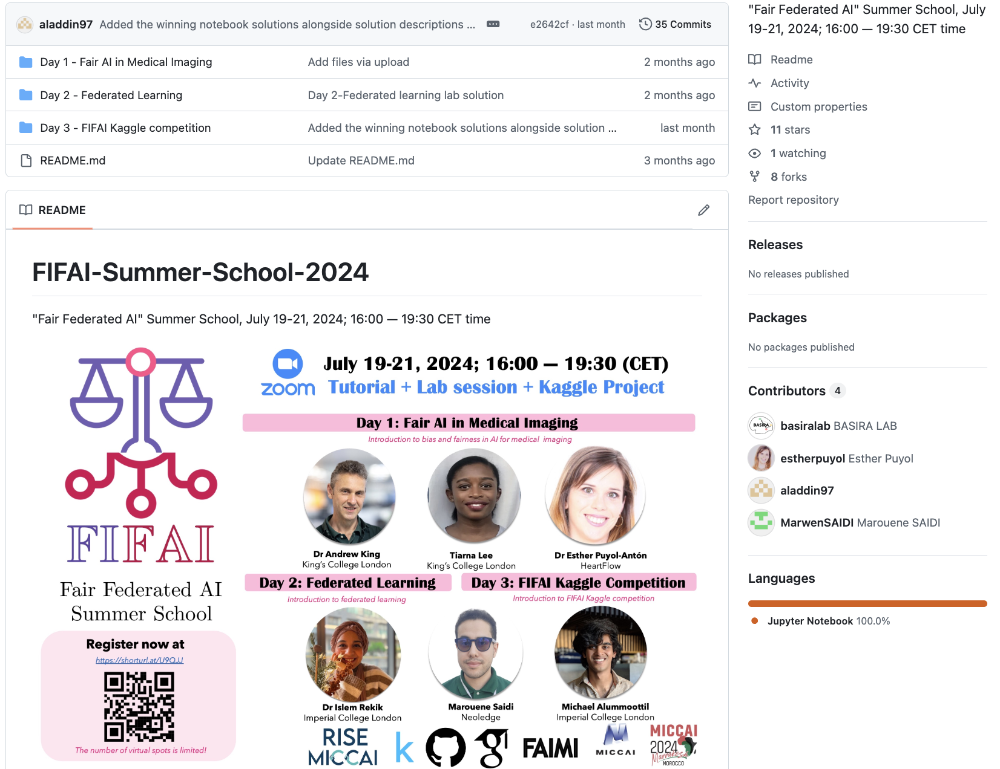 aladdin97 Added the winning notebook solutions alongside solution descriptions ... e2642cf · last month 35 Commits
Day 1 - Fair AI in Medical Imaging Add files via upload 2 months ago
Day 2 - Federated Learning Day 2-Federated learning lab solution 2 months ago
Day 3 - FIFAI Kaggle competition Added the winning notebook solutions alongside solution ... last month
README.md Update README.md 3 months ago
README
FIFAI-Summer-School-2024
"Fair Federated AI" Summer School, July 19-21, 2024; 16:00 — 19:30 CET time
FIFAI
Fair Federated AI
Summer School
Register now at
https://shorturl.at/U9QJJ
The number of virtual spots is limited!
zoom
July 19-21, 2024; 16:00 — 19:30 (CET)
Tutorial + Lab session + Kaggle Project
Day 1: Fair AI in Medical Imaging
Introduction to bias and fairness in AI for medical imaging
Dr Andrew King
King's College London
Tiarna Lee
King's College London
Dr Esther Puyol-Antón
HeartFlow
Day 2: Federated Learning
Introduction to federated learning
Day 3: FIFAI Kaggle Competition
Introduction to FIFAI Kaggle competition
Dr Islem Rekik
Imperial College London
Marouene Saidi
Neoledge
Michael Alummoottil
Imperial College London
RISE
MICCAI
k
g
FAIMI
MICCAI
MICCAI
2024
Marrakesh
MOROCCO
"Fair Federated AI" Summer School, July
19-21, 2024; 16:00 — 19:30 CET time
Readme
Activity
Custom properties
11 stars
1 watching
8 forks
Report repository
Releases
No releases published
Packages
No packages published
Contributors 4
BASIRA
basiralab BASIRA LAB
estherpuyol Esther Puyol
aladdin97
MarwenSAIDI Marouene SAIDI
Languages
Jupyter Notebook 100.0%